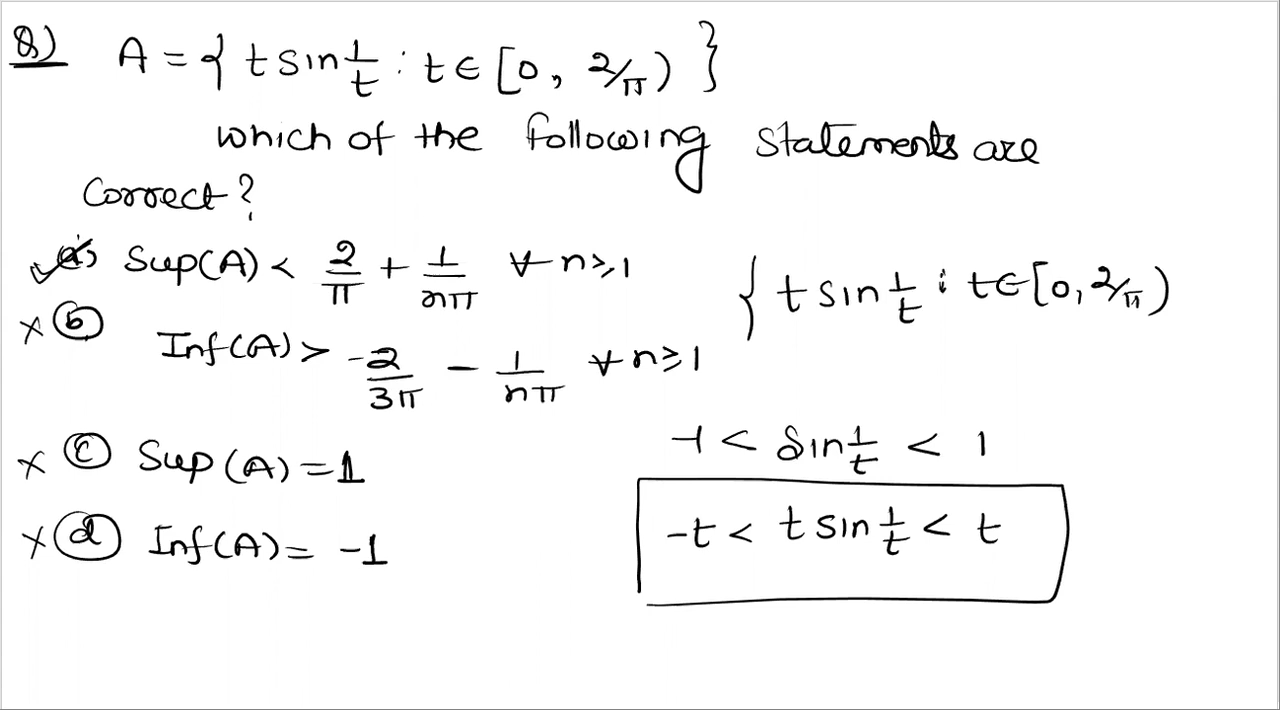 Q) A = { t sin 1/t : t ∈ [0, 2/π) }
which of the following statements are
correct?
✓ a) Sup(A) < 2/π + 1/nπ ∀ n≥1
{ t sin 1/t : t ∈ [0, 2/π)
x (b) Inf(A) > -2/3π - 1/nπ ∀ n≥1
x (c) Sup(A) = 1
-1 < sin 1/t < 1
x (d) Inf(A) = -1
-t < t sin 1/t < t